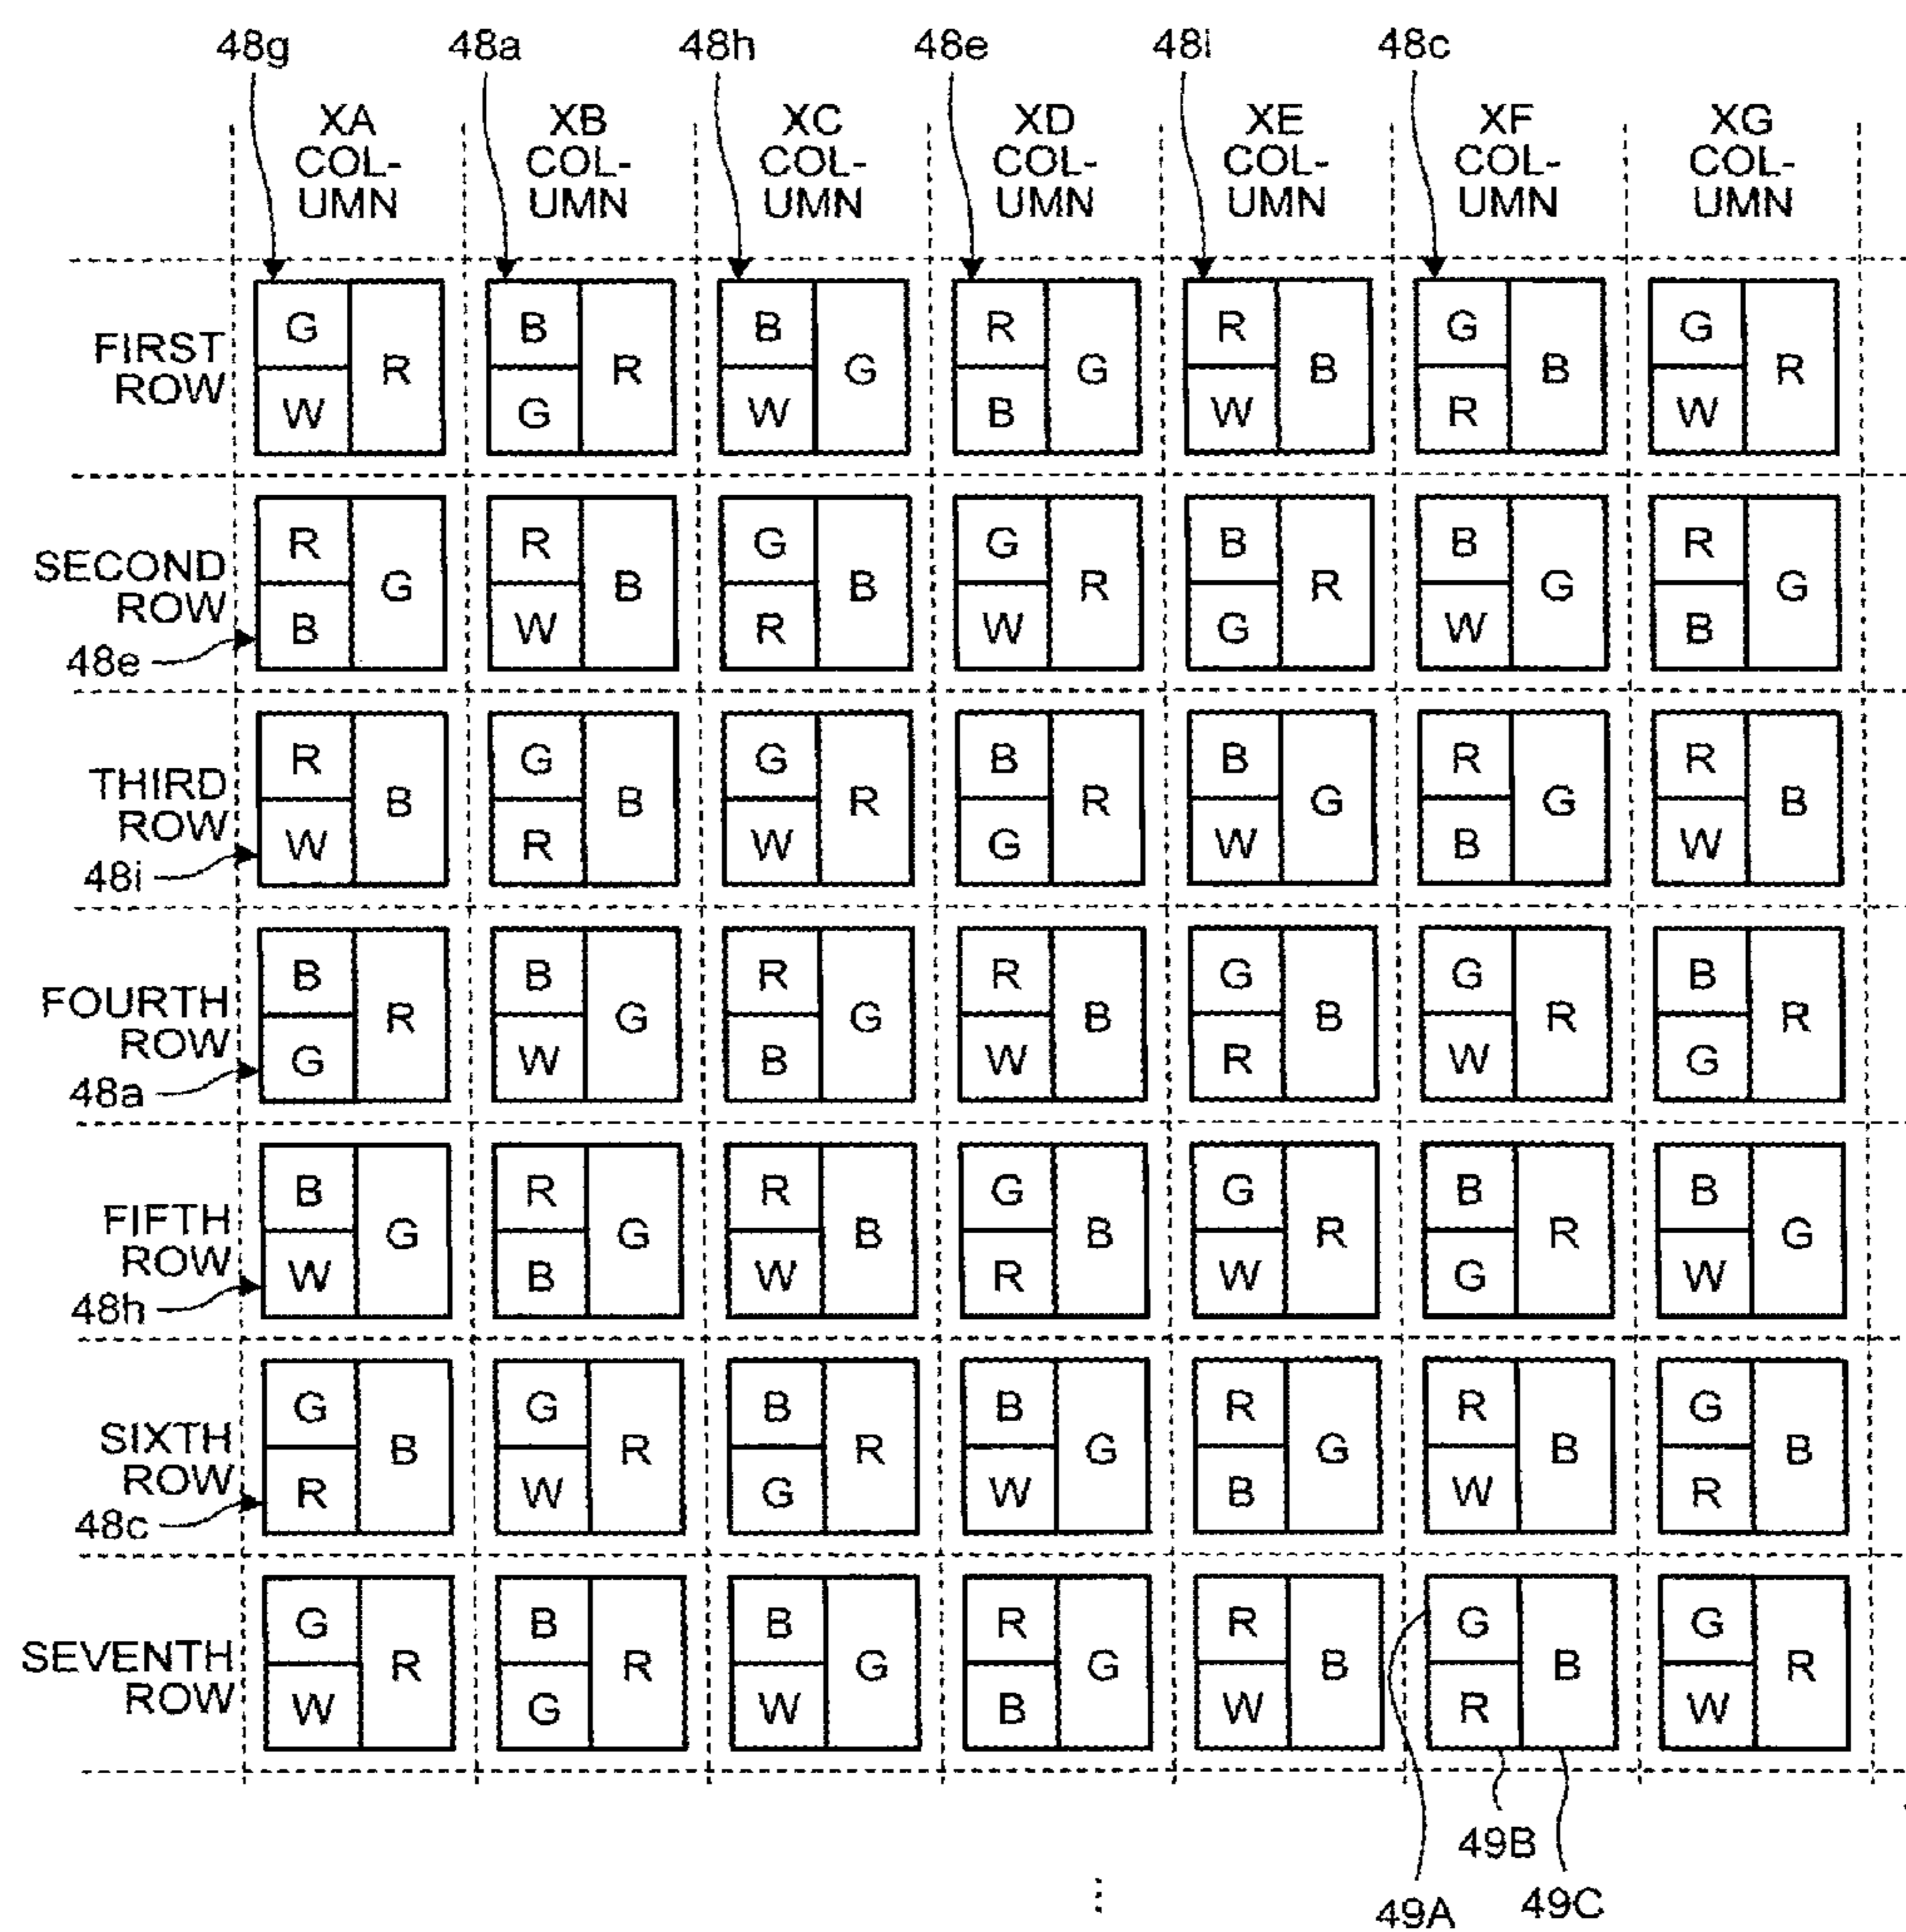 48g 48a 48h 48e 48i 48c
XA COL- UMN XB COL- UMN XC COL- UMN XD COL- UMN XE COL- UMN XF COL- UMN XG COL- UMN
FIRST ROW
G R B R B G R G R B G B G R
W G W B W R W
SECOND ROW
R G R B G B G R B R B G R G
B W R W G W B
48e
THIRD ROW
R B G B G R B R B G R G R B
W R W G W B W
48i
FOURTH ROW
B R B G R G R B G B G R B R
G W B W R W G
48a
FIFTH ROW
B G R G R B G B G R B R B G
W B W R W G W
48h
SIXTH ROW
G B G R B R B G R G R B G B
R W G W B W R
48c
SEVENTH ROW
G R B R B G R G R B G B G R
W G W B W R W
49B
49A 49C